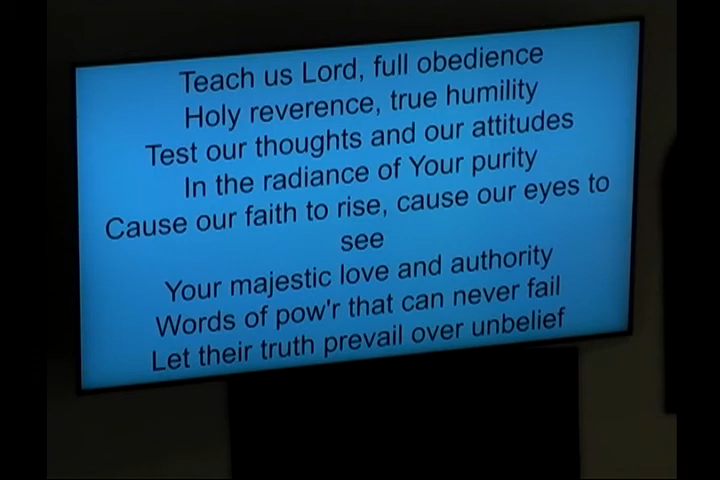 Teach us Lord, full obedience
Holy reverence, true humility
Test our thoughts and our attitudes
In the radiance of Your purity
Cause our faith to rise, cause our eyes to
see
Your majestic love and authority
Words of pow'r that can never fail
Let their truth prevail over unbelief